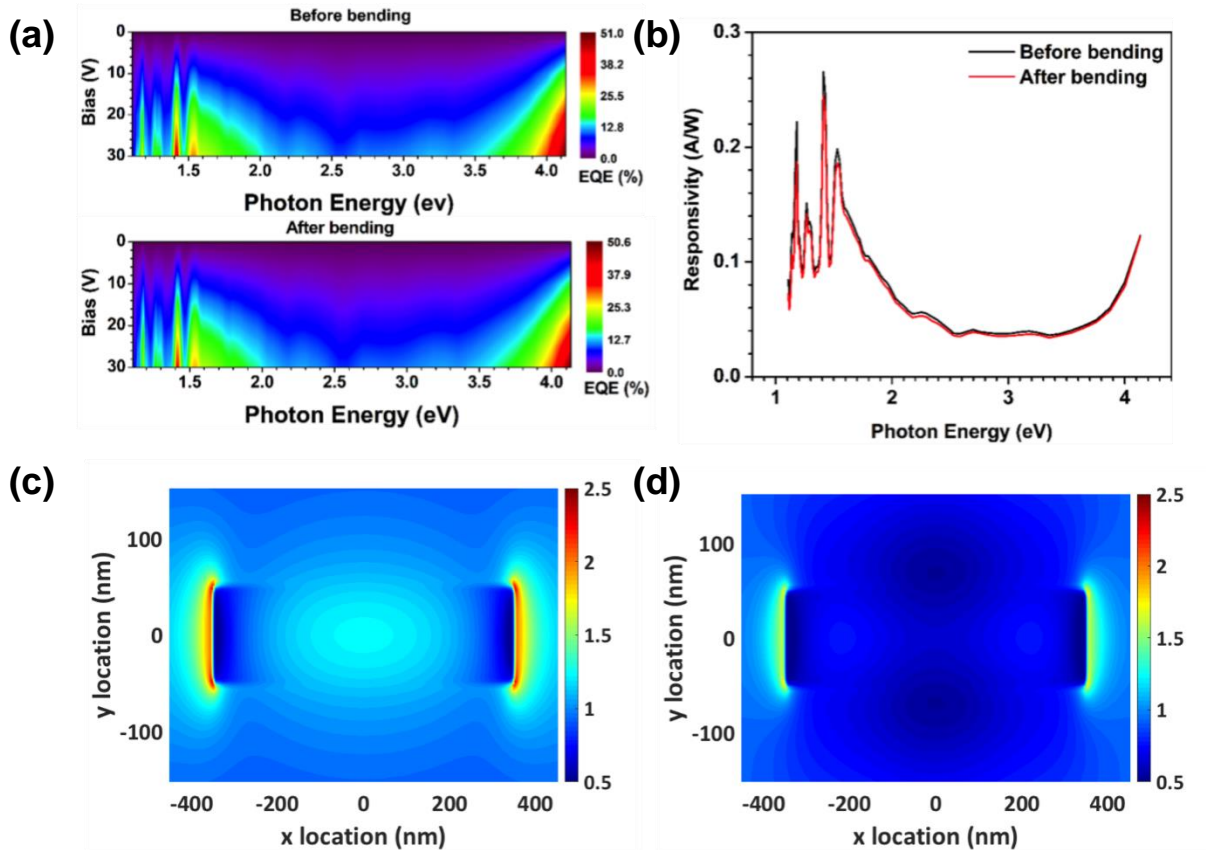 (a)
Before bending
0
10
20
30
Bias (V)
1.5 2.0 2.5 3.0 3.5 4.0
Photon Energy (ev)
51.0
38.2
25.5
12.8
0.0
EQE (%)
After bending
0
10
20
30
Bias (V)
1.5 2.0 2.5 3.0 3.5 4.0
Photon Energy (eV)
50.6
37.9
25.3
12.7
0.0
EQE (%)
(b)
Before bending
After bending
0.3
0.2
0.1
0.0
Responsivity (A/W)
1 2 3 4
Photon Energy (eV)
(c)
100
0
-100
y location (nm)
-400 -200 0 200 400
x location (nm)
2.5
2
1.5
1
0.5
(d)
100
0
-100
y location (nm)
-400 -200 0 200 400
x location (nm)
2.5
2
1.5
1
0.5